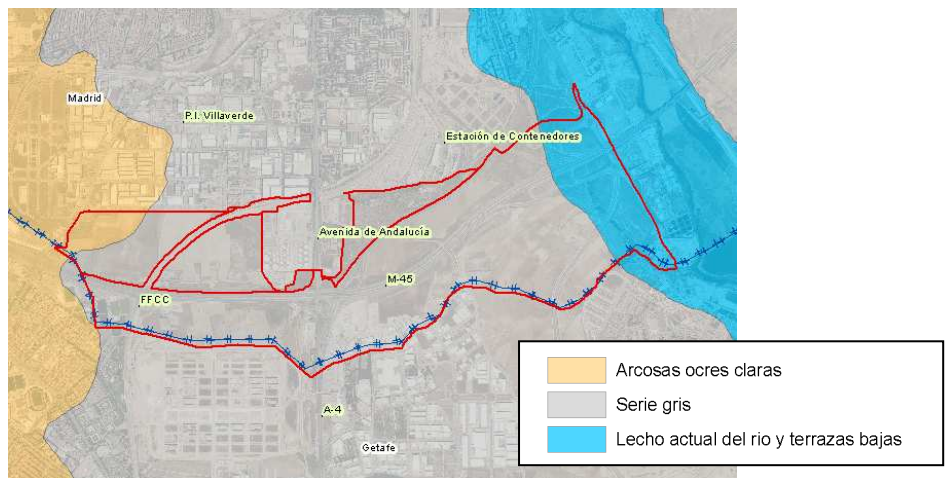 Madrid
P.I. Villaverde
Estación de Contenedores
Avenida de Andalucía
M-45
FFCC
A-4
Getafe
Arcosas ocres claras
Serie gris
Lecho actual del rio y terrazas bajas